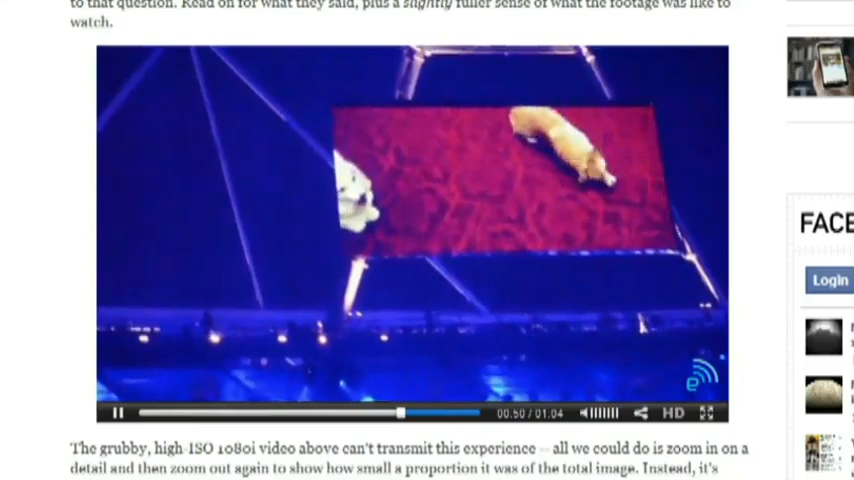 to that question. Read on for what they said, plus a slightly fuller sense of what the footage was like to
watch.
FACE
Login
00.50 / 01.04
HD
The grubby, high-ISO 1080i video above can't transmit this experience -- all we could do is zoom in on a
detail and then zoom out again to show how small a proportion it was of the total image. Instead, it's